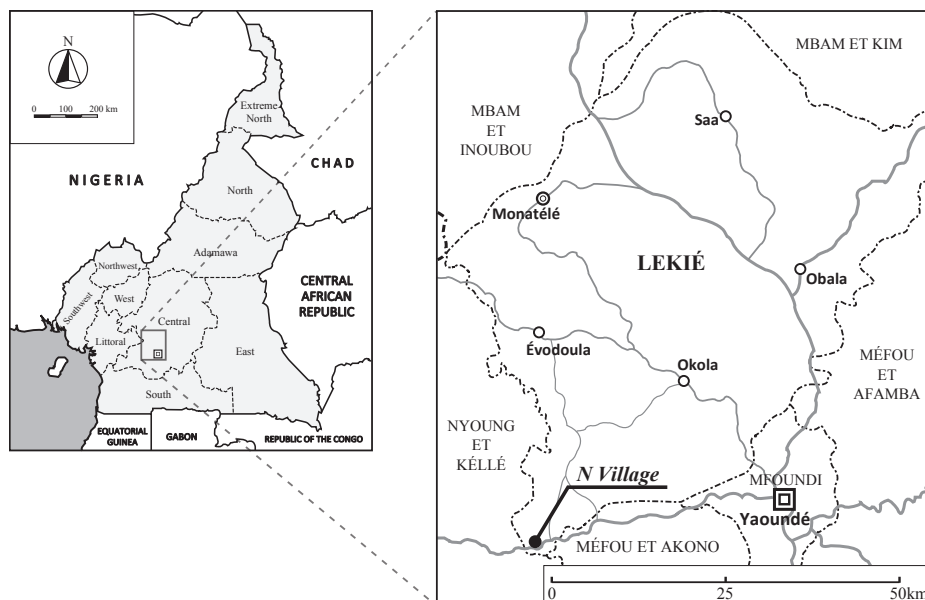 N
0 100 200 km
Extreme
North
CHAD
NIGERIA
North
Adamawa
Northwest
Southwest
West
Central
CENTRAL
AFRICAN
REPUBLIC
Littoral
East
South
EQUATORIAL
GUINEA
GABON
REPUBLIC OF THE CONGO
MBAM ET KIM
MBAM
ET
INOUBOU
Saa
Monatélé
LEKIÉ
Obala
Évodoula
Okola
MÉFOU
ET
AFAMBA
NYOUNG
ET
KÉLLÉ
N Village
MFOUNDI
Yaoundé
MÉFOU ET AKONO
0 25 50km